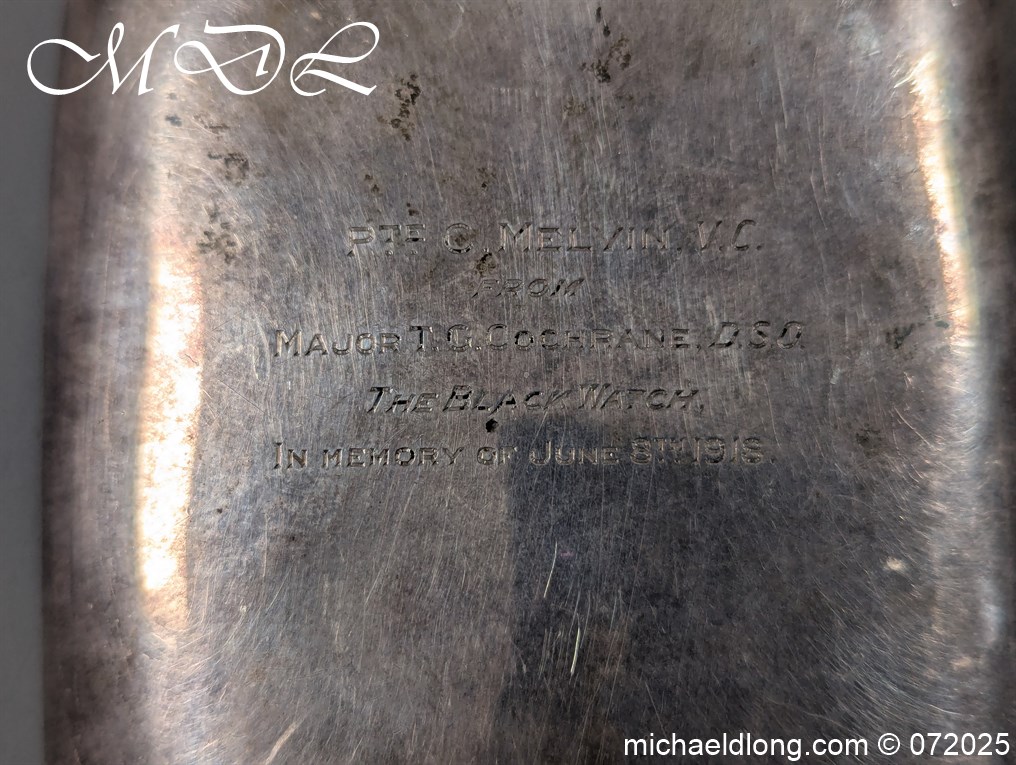 MDL
PTE C. MELVIN. V.C.
FROM
MAJOR T. G. COCHRANE, D.S.O
THE BLACK WATCH,
IN MEMORY OF JUNE 8TH. 1918.
michaeldlong.com © 072025